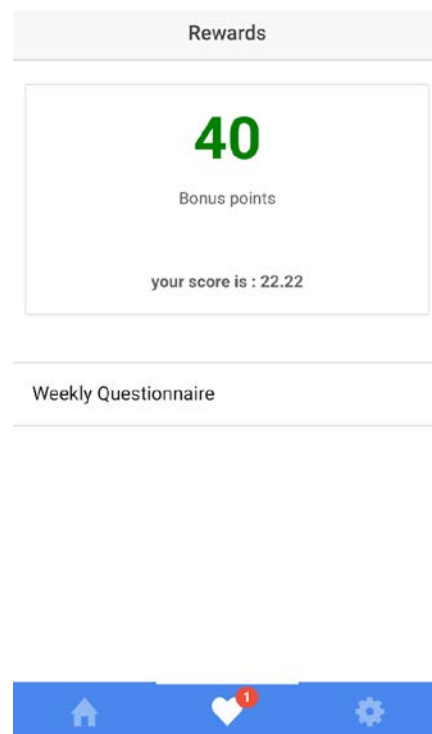 Rewards
40
Bonus points
your score is : 22.22
Weekly Questionnaire
1